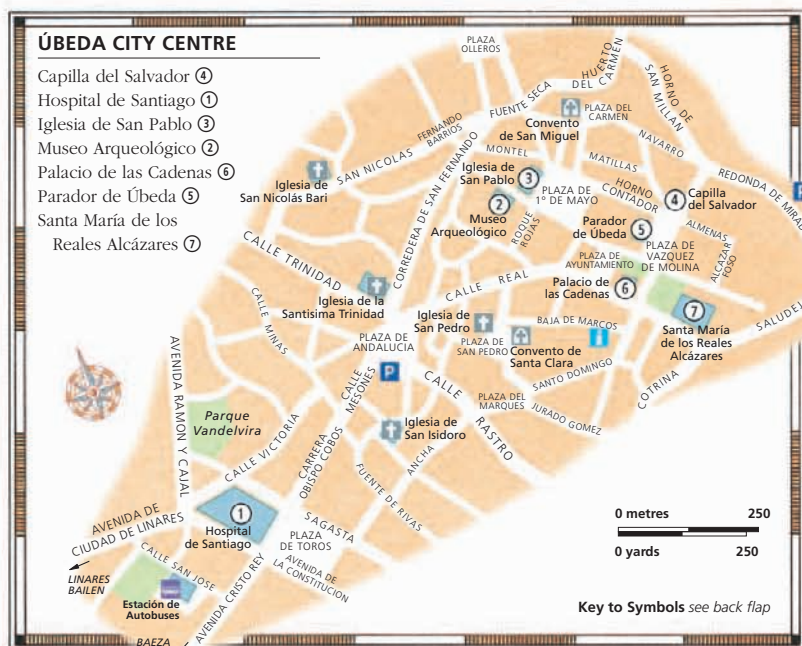 ÚBEDA CITY CENTRE
Capilla del Salvador ④
Hospital de Santiago ①
Iglesia de San Pablo ③
Museo Arqueológico ②
Palacio de las Cadenas ⑥
Parador de Úbeda ⑤
Santa María de los
Reales Alcázares ⑦
PLAZA
OLLEROS
HUERTO
DEL CARMEN
FUENTE SECA
HORNO DE
SAN MILLAN
PLAZA DEL
CARMEN
Convento
de San Miguel
NAVARRO
FERNANDO
BARRIOS
SAN NICOLAS
Iglesia de
San Nicolás Bari
CORREDERA DE SAN FERNANDO
MONTEL
MATILLAS
Iglesia de
San Pablo
③
HORNO
CONTADOR
REDONDA DE MIRAD
P
PLAZA DE
1º DE MAYO
④
Capilla
del Salvador
②
Museo
Arqueológico
ROQUE
ROJAS
Parador
de Úbeda
⑤
ALMENAS
PLAZA DE
VAZQUEZ
DE MOLINA
ALCAZAR
FOSO
PLAZA DE
AYUNTAMIENTO
CALLE TRINIDAD
CALLE REAL
Palacio de
las Cadenas
⑥
Iglesia de la
Santisima Trinidad
CALLE MINAS
Iglesia de
San Pedro
BAJA DE MARCOS
⑦
Santa María
de los Reales
Alcázares
SALUDEJ
PLAZA DE
ANDALUCIA
PLAZA DE
SAN PEDRO
Convento de
Santa Clara
i
P
SANTO DOMINGO
COTRINA
CALLE
MESONES
CALLE
RASTRO
PLAZA DEL
MARQUES
JURADO GOMEZ
AVENIDA RAMON Y CAJAL
Parque
Vandelvira
CALLE VICTORIA
CARRERA
OBISPO COBOS
Iglesia de
San Isidoro
ANCHA
FUENTE DE RIVAS
①
Hospital
de Santiago
SAGASTA
PLAZA
DE TOROS
AVENIDA DE
CIUDAD DE LINARES
AVENIDA DE
LA CONSTITUCION
CALLE SAN JOSE
LINARES
BAILEN
Estación de
Autobuses
AVENIDA CRISTO REY
BAEZA
0 metres 250
0 yards 250
Key to Symbols see back flap